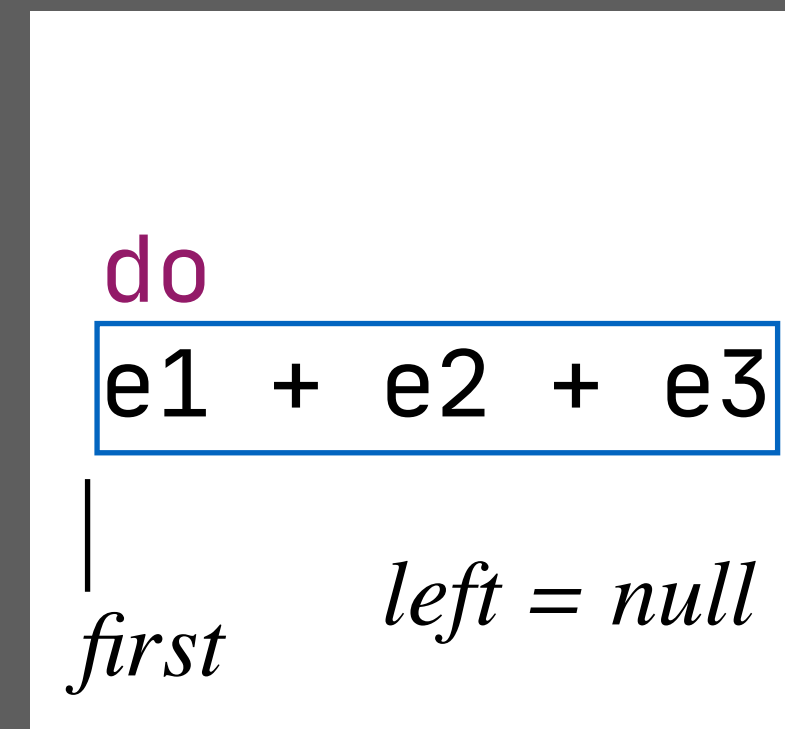 do
e1 + e2 + e3
left = null
first